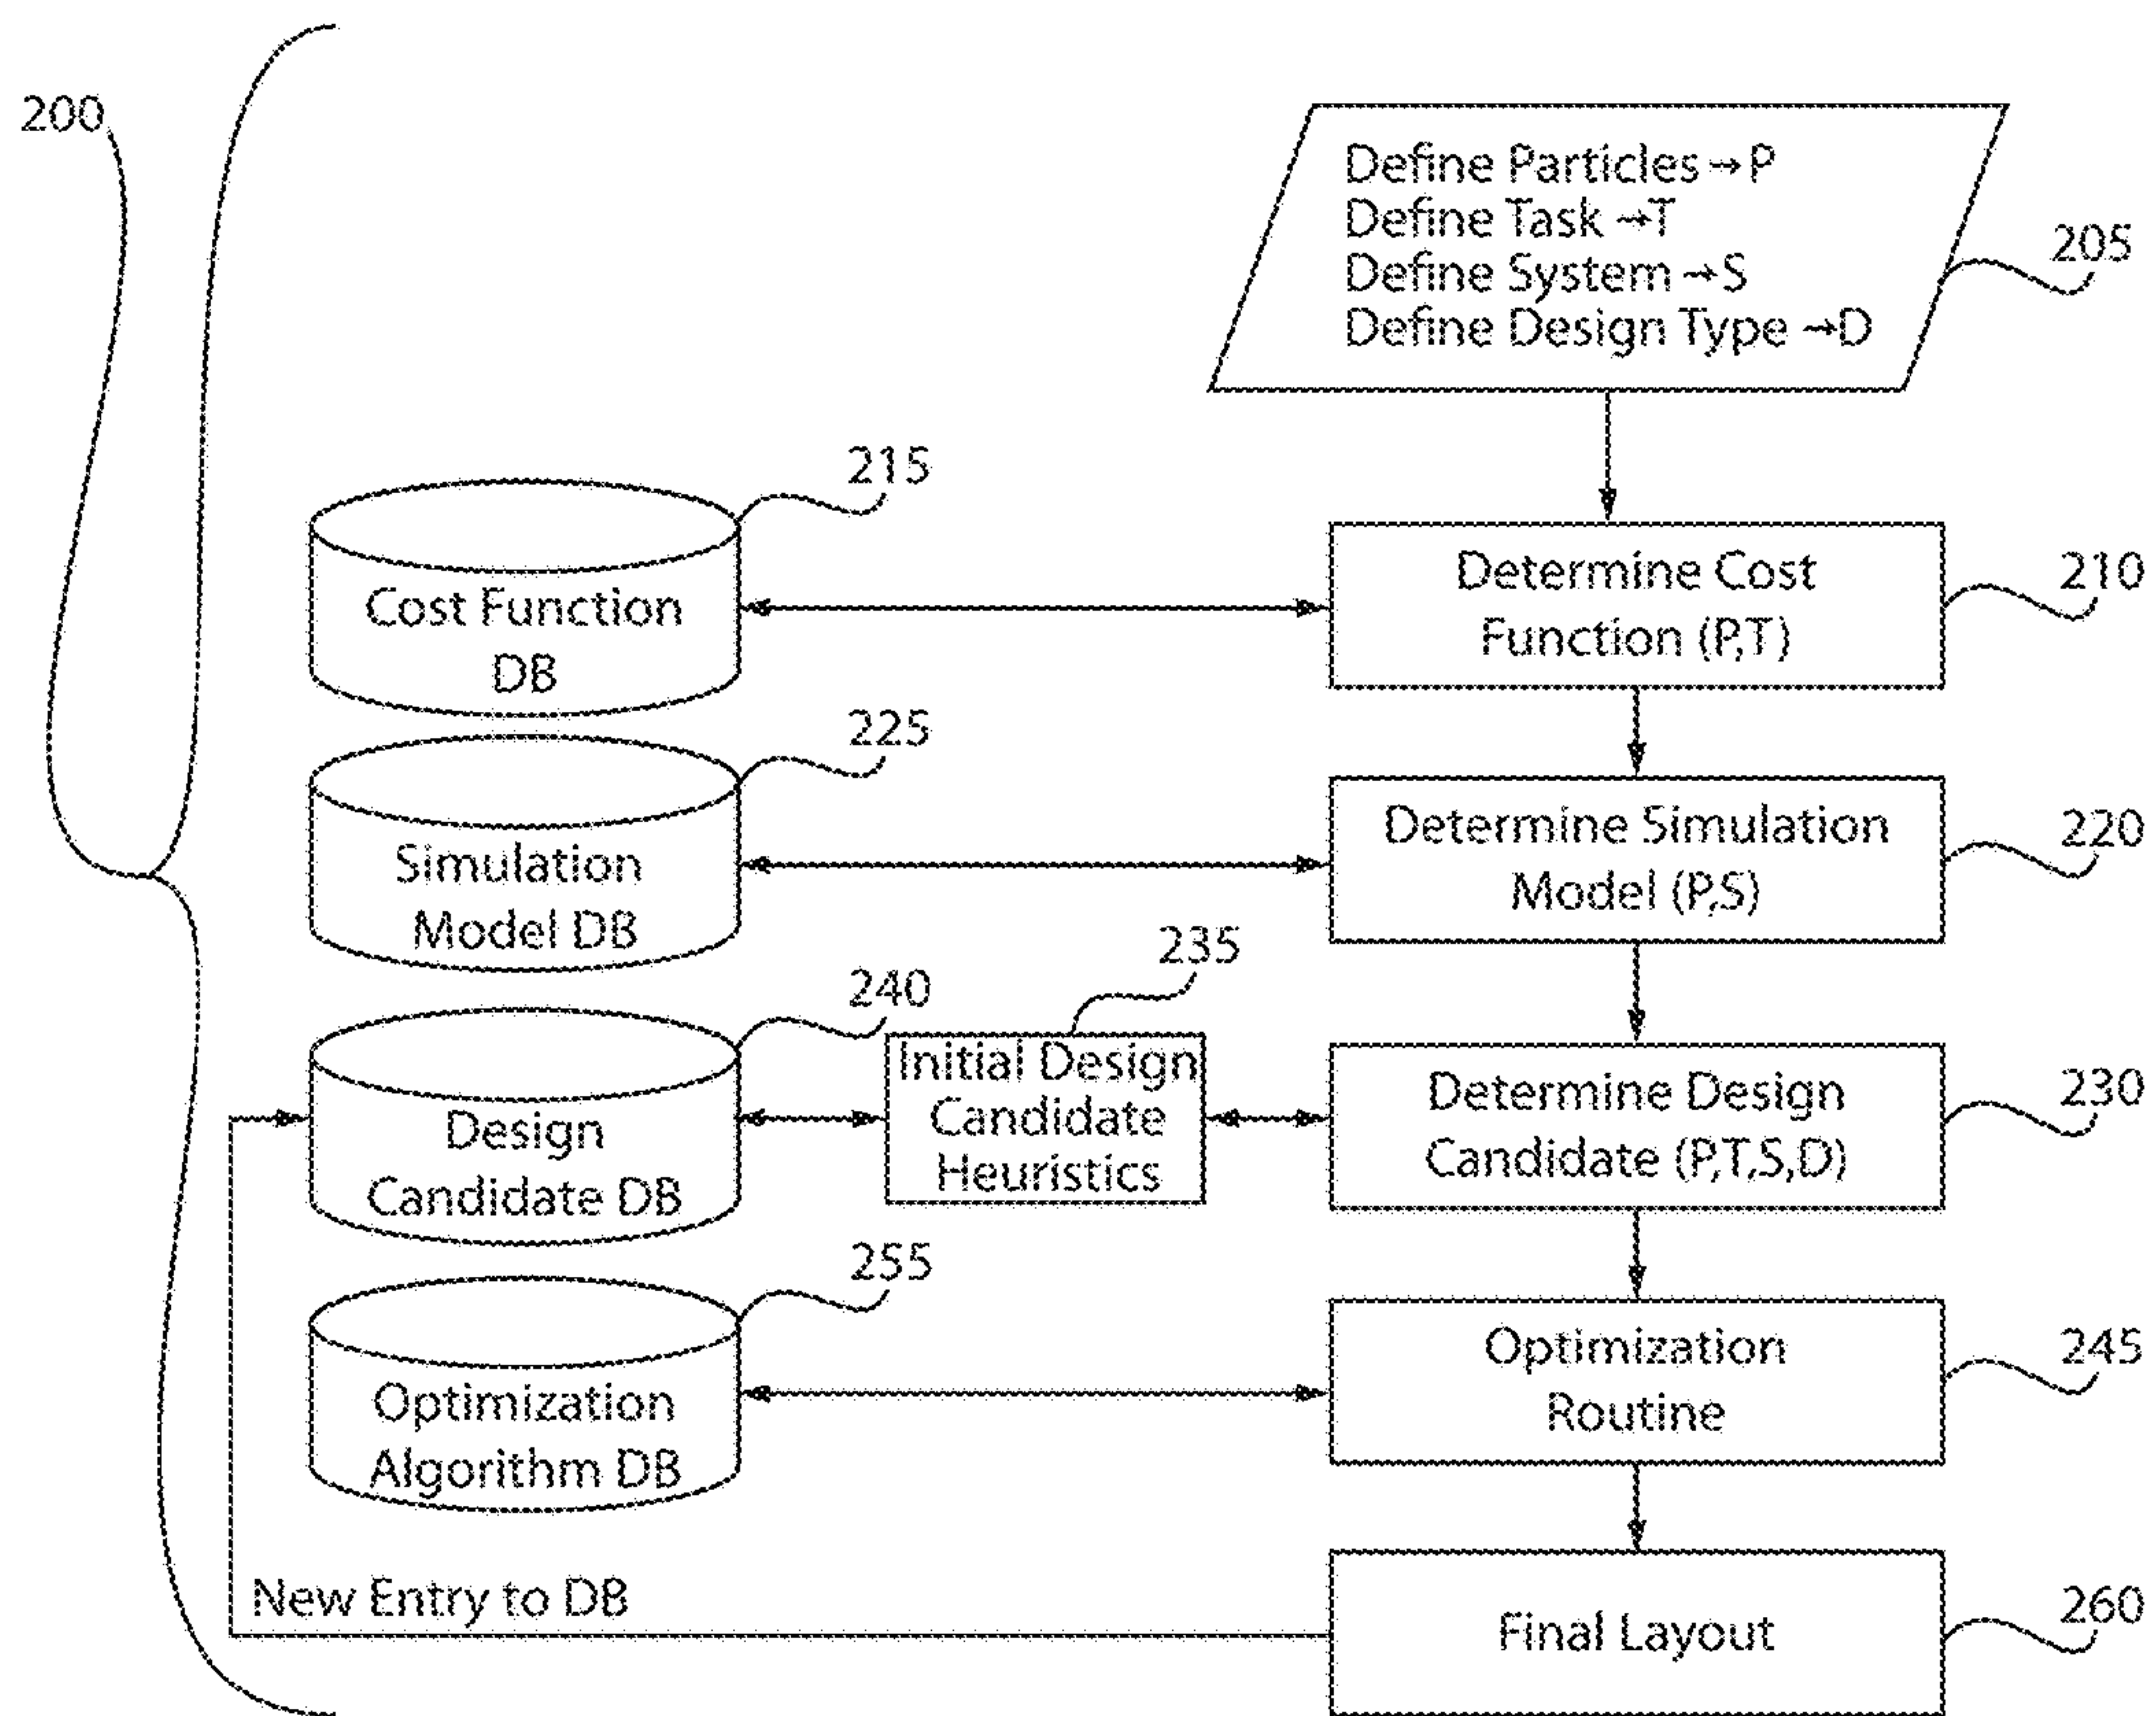 200
Define Particles→P
Define Task →T
Define System →S
Define Design Type →D
205
215
Cost Function
DB
Determine Cost
Function (P,T)
210
225
Simulation
Model DB
Determine Simulation
Model (P,S)
220
235
240
Design
Candidate DB
Initial Design
Candidate
Heuristics
Determine Design
Candidate (P,T,S,D)
230
255
Optimization
Algorithm DB
Optimization
Routine
245
New Entry to DB
Final Layout
260